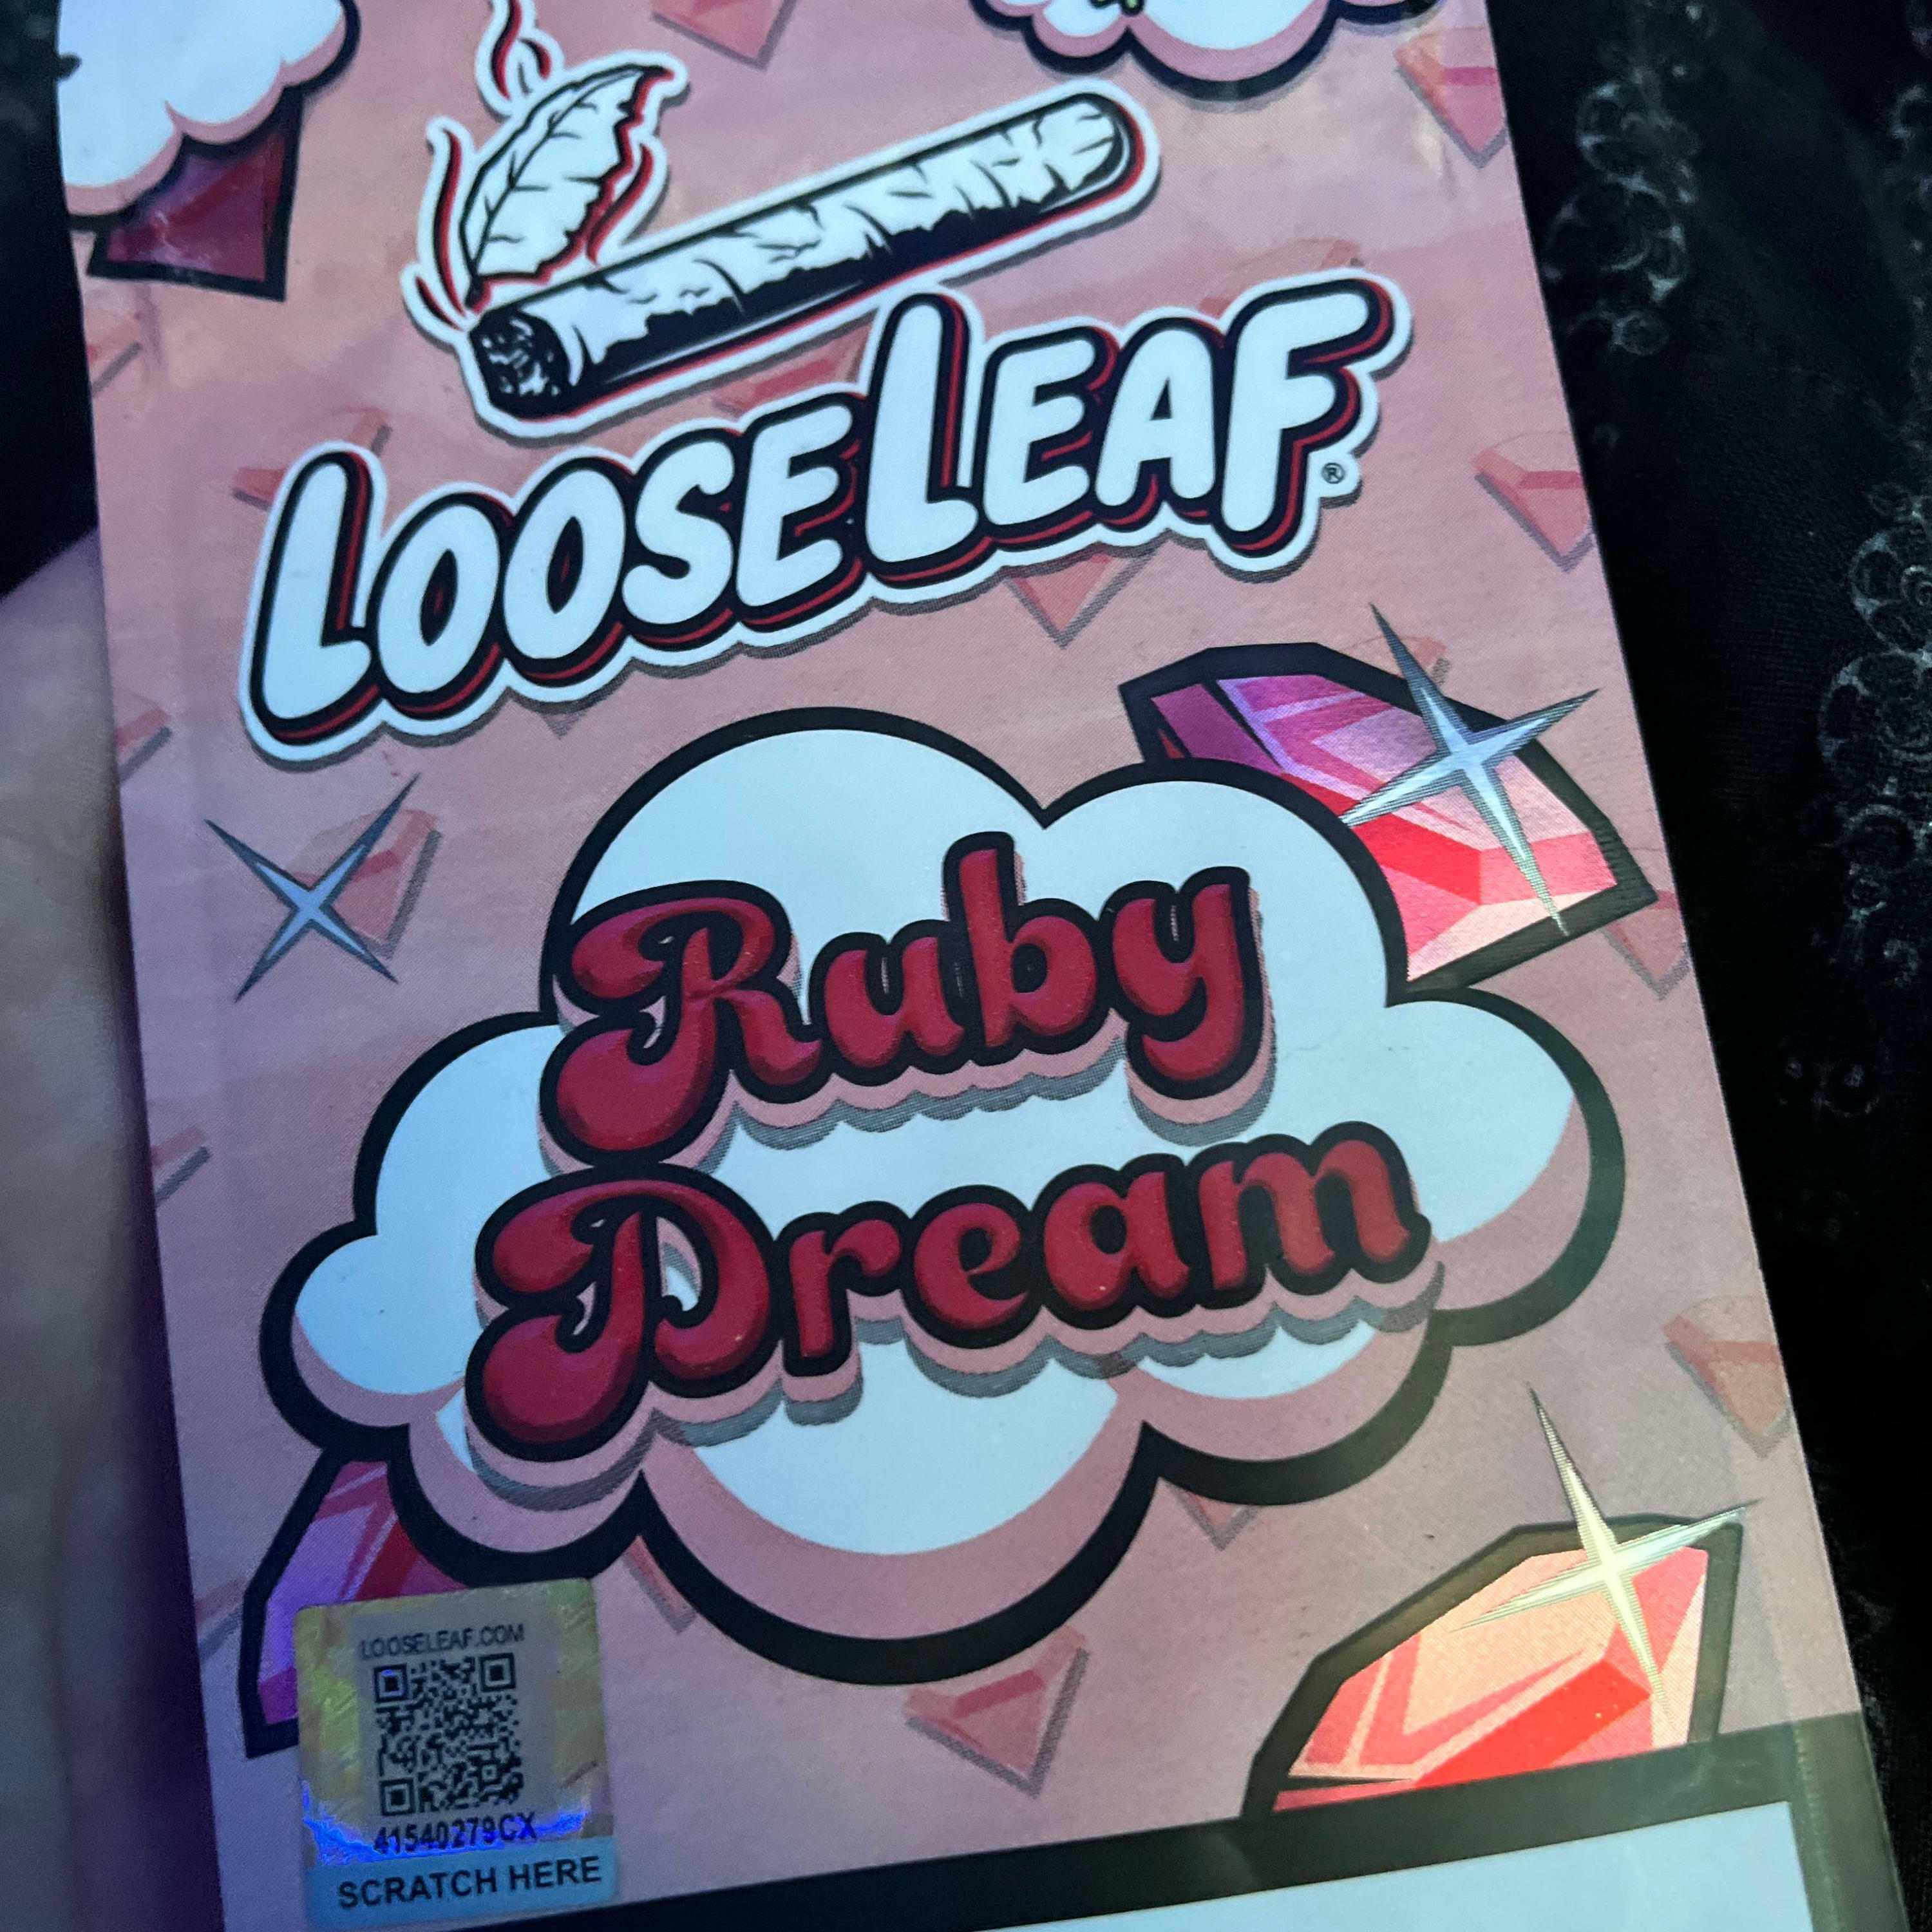 LOOSELEAF®
Ruby
Dream
LOOSELEAF.COM
41540279CX
SCRATCH HERE